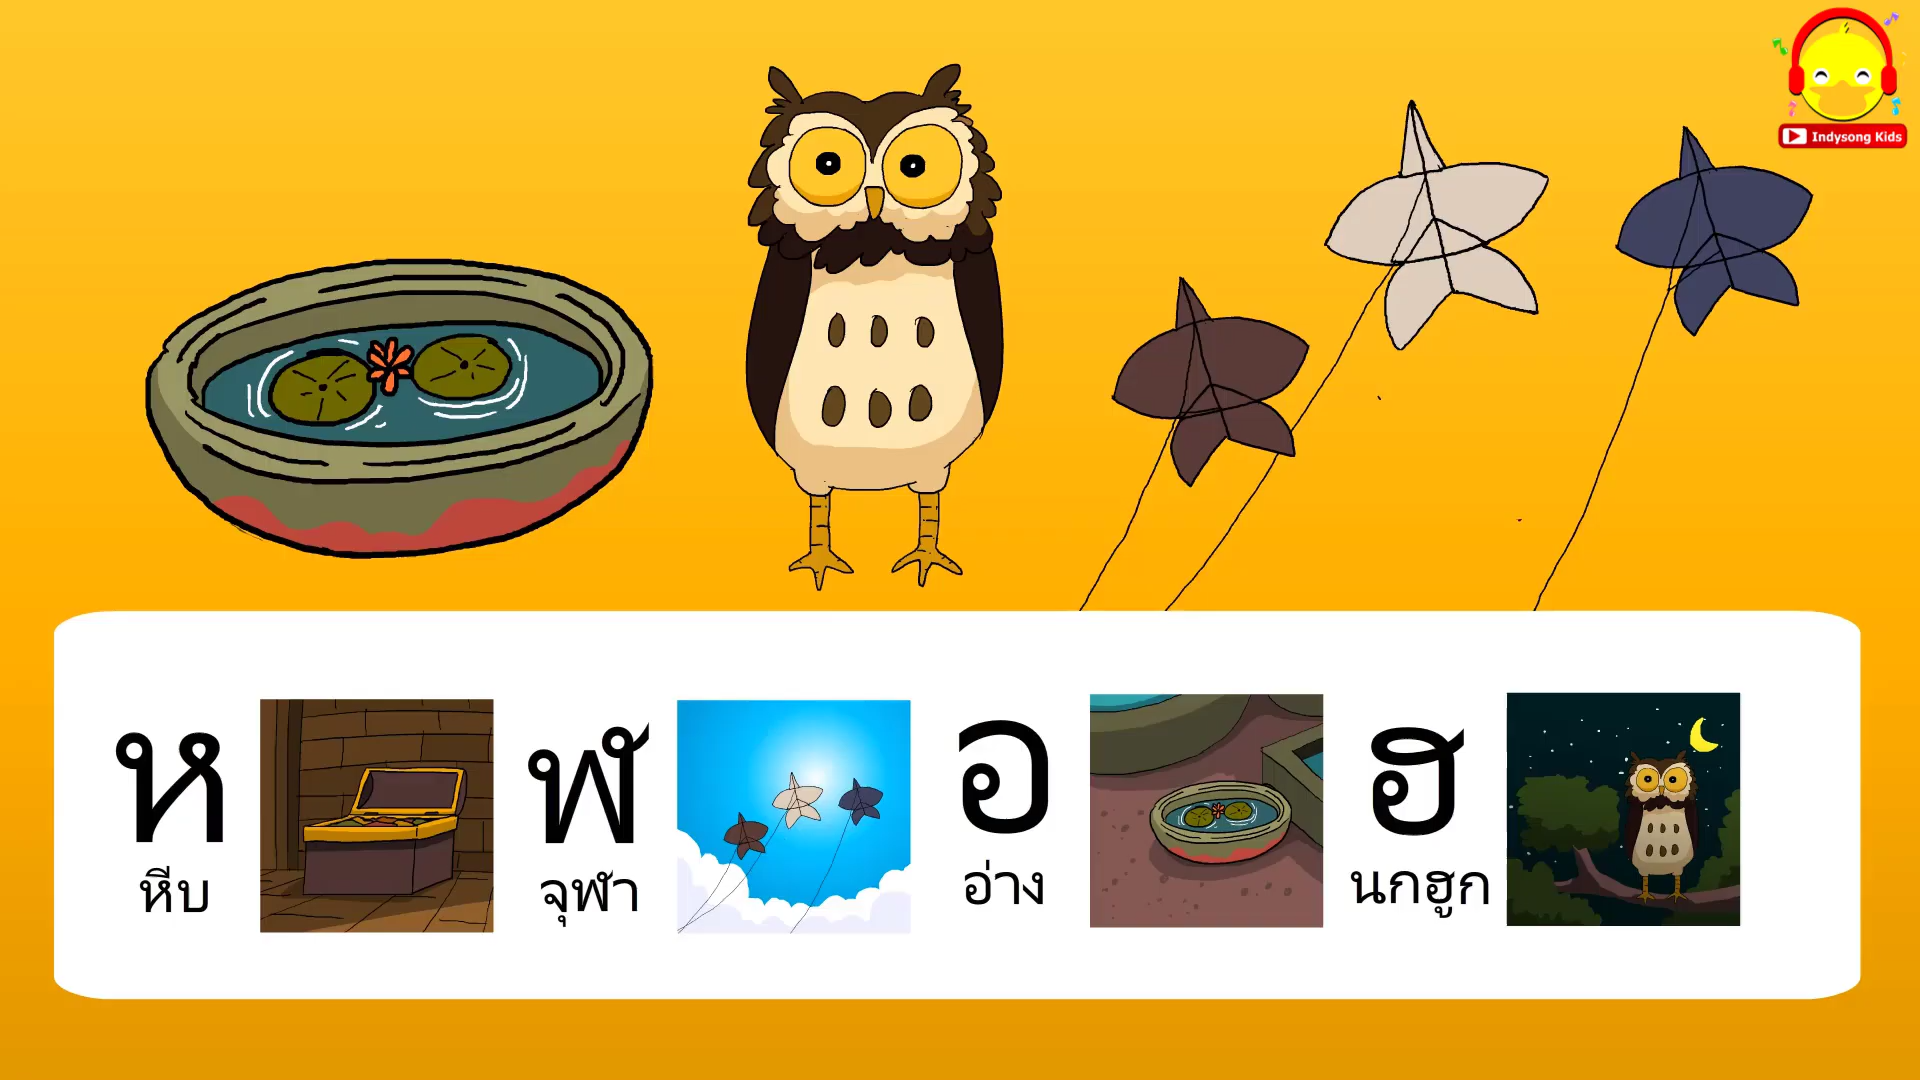 Indysong Kids
ห ฬ อ ฮ
หีบ จุฬา อ่าง นกฮูก